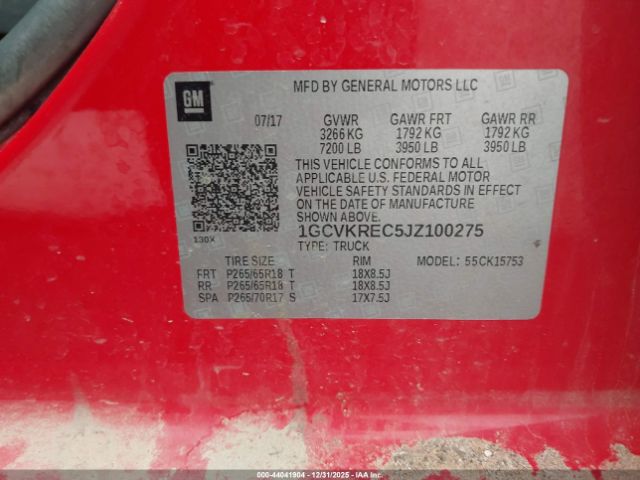 GM
MFD BY GENERAL MOTORS LLC
07/17 GVWR GAWR FRT GAWR RR
3266 KG 1792 KG 1792 KG
7200 LB 3950 LB 3950 LB
THIS VEHICLE CONFORMS TO ALL
APPLICABLE U.S. FEDERAL MOTOR
VEHICLE SAFETY STANDARDS IN EFFECT
ON THE DATE OF MANUFACTURE
SHOWN ABOVE.
130X
1GCVKREC5JZ100275
TYPE: TRUCK
TIRE SIZE RIM MODEL: 55CK15753
FRT P265/65R18 T 18X8.5J
RR P265/65R18 T 18X8.5J
SPA P265/70R17 S 17X7.5J
000-44041904 - 12/31/2025 - IAAI.com